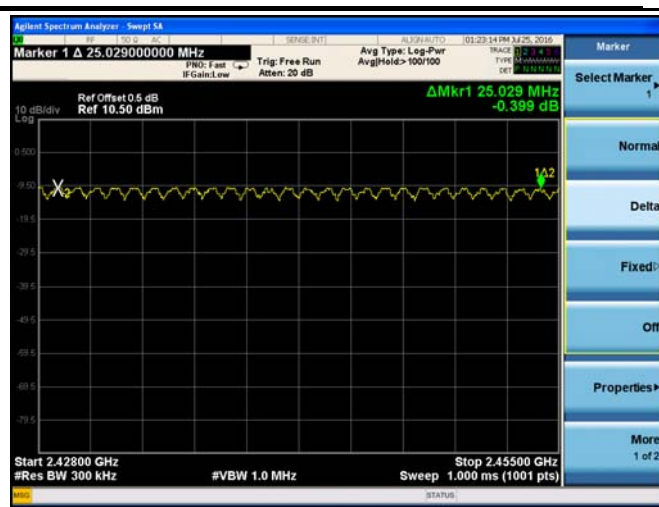 Agilent Spectrum Analyzer - Swept SA
RF 50 Ω AC SENSE:INT ALIGN AUTO 01:23:14 PM Jul 25, 2016
Marker 1 Δ 25.029000000 MHz
PNO: Fast
IFGain:Low
Trig: Free Run
Atten: 20 dB
Avg Type: Log-Pwr
Avg|Hold:> 100/100
TRACE 1 2 3 4 5 6
TYPE M
DET P N N N N N
Marker
Select Marker
1
Normal
Delta
Fixed
Off
Properties
More
1 of 2
ΔMkr1 25.029 MHz
-0.399 dB
Ref Offset 0.5 dB
10 dB/div Ref 10.50 dBm
Log
0.500
-9.50
-19.5
-29.5
-39.5
-49.5
-59.5
-69.5
-79.5
X2
1Δ2
Start 2.42800 GHz Stop 2.45500 GHz
#Res BW 300 kHz #VBW 1.0 MHz Sweep 1.000 ms (1001 pts)
MSG STATUS